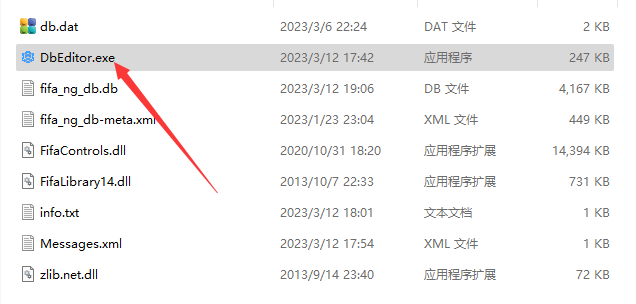 db.dat 2023/3/6 22:24 DAT 文件 2 KB
DbEditor.exe 2023/3/12 17:42 应用程序 247 KB
fifa_ng_db.db 2023/3/12 19:06 DB 文件 4,167 KB
fifa_ng_db-meta.xml 2023/1/23 23:04 XML 文件 449 KB
FifaControls.dll 2020/10/31 18:20 应用程序扩展 14,394 KB
FifaLibrary14.dll 2013/10/7 22:33 应用程序扩展 731 KB
info.txt 2023/3/12 18:01 文本文档 1 KB
Messages.xml 2023/3/12 17:54 XML 文件 4 KB
zlib.net.dll 2013/9/14 23:40 应用程序扩展 72 KB